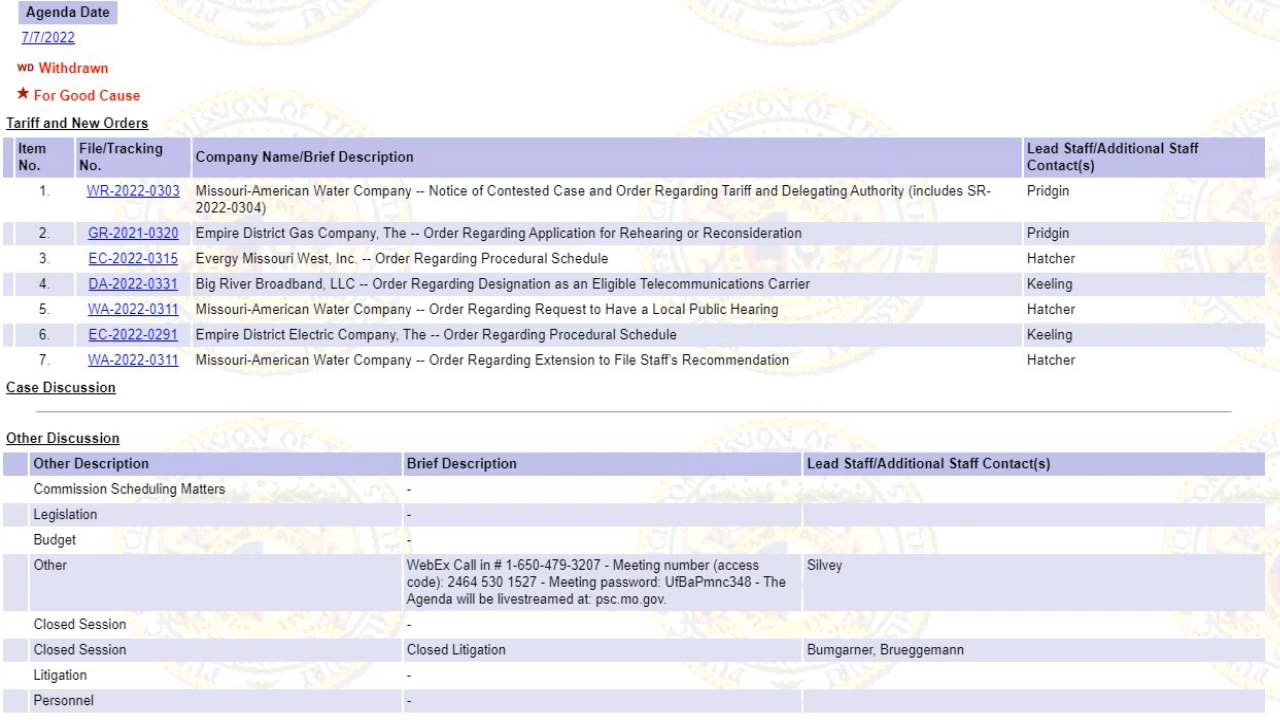 Agenda Date
7/7/2022
WD Withdrawn
★ For Good Cause
Tariff and New Orders
Item No. File/Tracking No. Company Name/Brief Description Lead Staff/Additional Staff Contact(s)
1. WR-2022-0303 Missouri-American Water Company -- Notice of Contested Case and Order Regarding Tariff and Delegating Authority (includes SR- Pridgin
2022-0304)
2. GR-2021-0320 Empire District Gas Company, The -- Order Regarding Application for Rehearing or Reconsideration Pridgin
3. EC-2022-0315 Evergy Missouri West, Inc. -- Order Regarding Procedural Schedule Hatcher
4. DA-2022-0331 Big River Broadband, LLC -- Order Regarding Designation as an Eligible Telecommunications Carrier Keeling
5. WA-2022-0311 Missouri-American Water Company -- Order Regarding Request to Have a Local Public Hearing Hatcher
6. EC-2022-0291 Empire District Electric Company, The -- Order Regarding Procedural Schedule Keeling
7. WA-2022-0311 Missouri-American Water Company -- Order Regarding Extension to File Staff's Recommendation Hatcher
Case Discussion
Other Discussion
Other Description Brief Description Lead Staff/Additional Staff Contact(s)
Commission Scheduling Matters -
Legislation -
Budget -
Other WebEx Call in # 1-650-479-3207 - Meeting number (access Silvey
code): 2464 530 1527 - Meeting password: UfBaPmnc348 - The
Agenda will be livestreamed at: psc.mo.gov.
Closed Session -
Closed Session Closed Litigation Bumgarner, Brueggemann
Litigation -
Personnel -